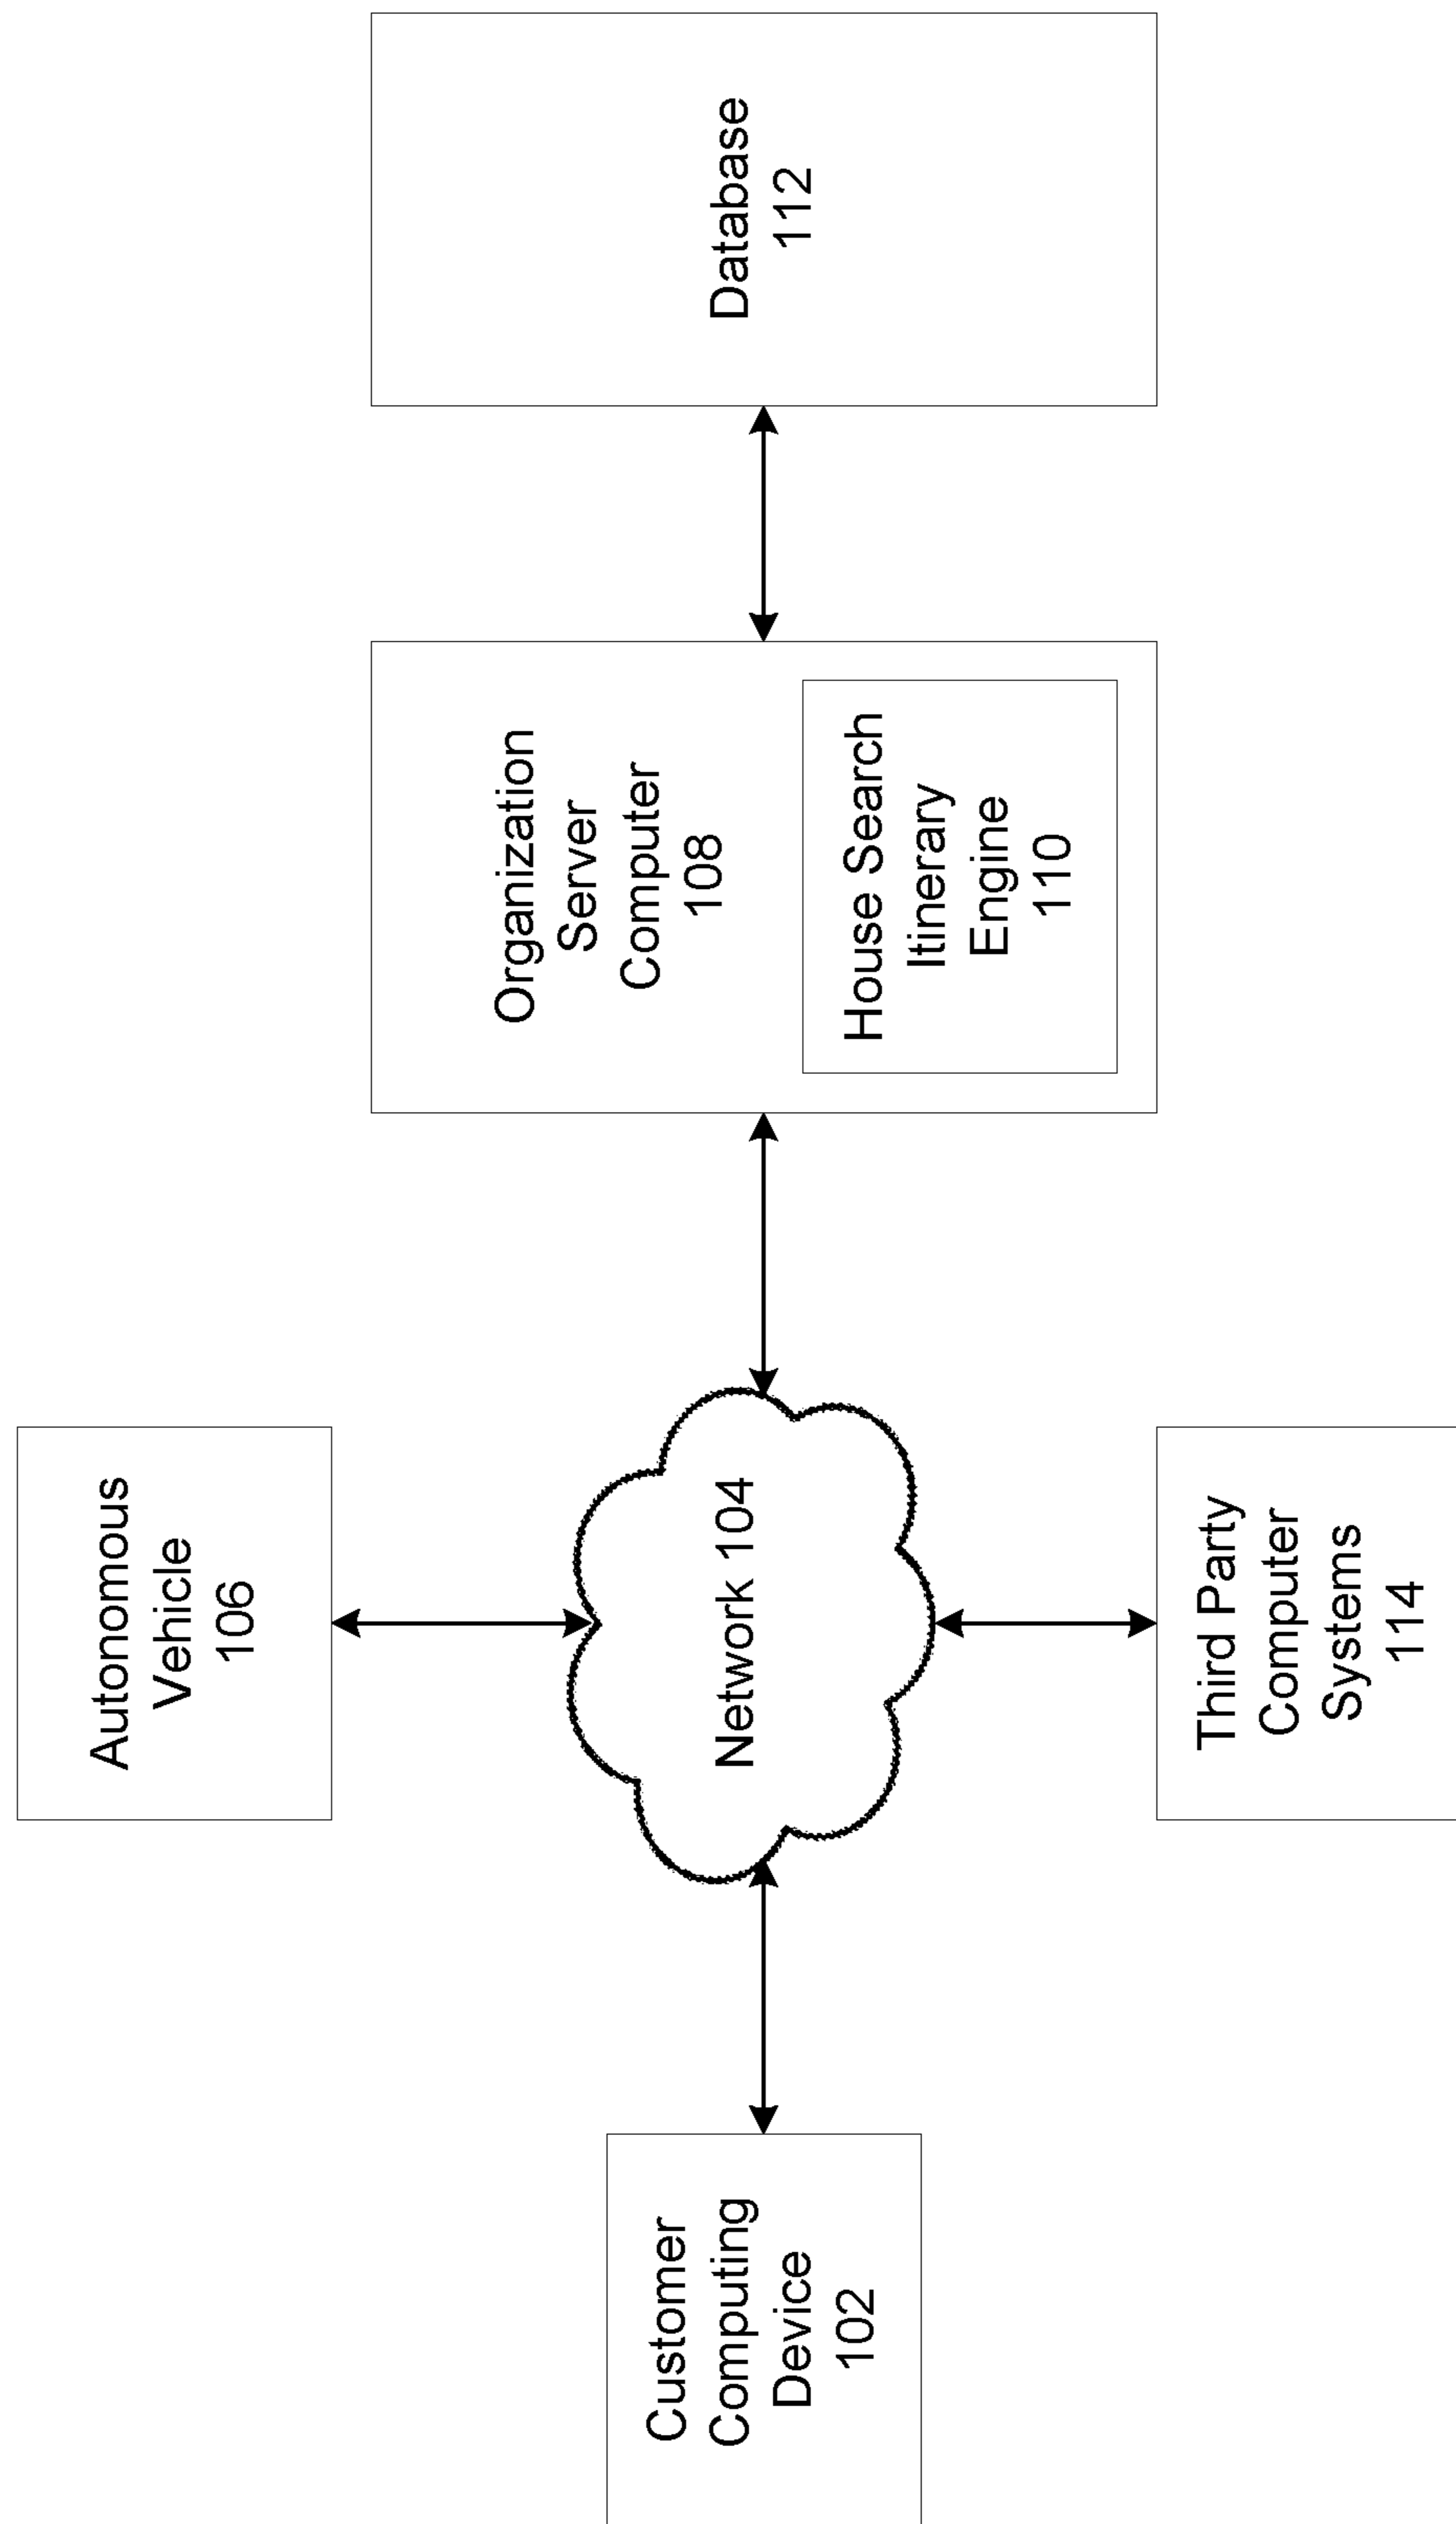 Customer
Computing
Device
102
Autonomous
Vehicle
106
Network 104
Third Party
Computer
Systems
114
Organization
Server
Computer
108
House Search
Itinerary
Engine
110
Database
112